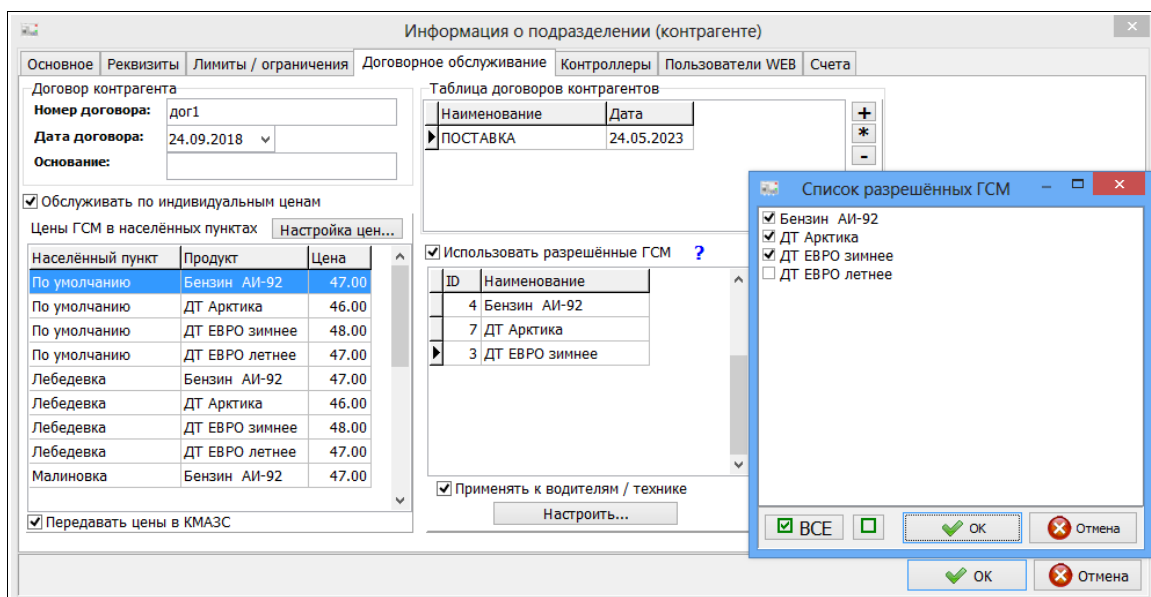 Информация о подразделении (контрагенте)
Основное Реквизиты Лимиты / ограничения Договорное обслуживание Контроллеры Пользователи WEB Счета
Договор контрагента
Номер договора: дог1
Дата договора: 24.09.2018
Основание:
Обслуживать по индивидуальным ценам
Цены ГСМ в населённых пунктах Настройка цен...
Населённый пункт Продукт Цена
По умолчанию Бензин АИ-92 47.00
По умолчанию ДТ Арктика 46.00
По умолчанию ДТ ЕВРО зимнее 48.00
По умолчанию ДТ ЕВРО летнее 47.00
Лебедевка Бензин АИ-92 47.00
Лебедевка ДТ Арктика 46.00
Лебедевка ДТ ЕВРО зимнее 48.00
Лебедевка ДТ ЕВРО летнее 47.00
Малиновка Бензин АИ-92 47.00
Передавать цены в КМАЗС
Таблица договоров контрагентов
Наименование Дата
ПОСТАВКА 24.05.2023
+
*
-
Использовать разрешённые ГСМ ?
ID Наименование
4 Бензин АИ-92
7 ДТ Арктика
3 ДТ ЕВРО зимнее
Применять к водителям / технике
Настроить...
Список разрешённых ГСМ
Бензин АИ-92
ДТ Арктика
ДТ ЕВРО зимнее
ДТ ЕВРО летнее
ВСЕ ОК Отмена
ОК Отмена